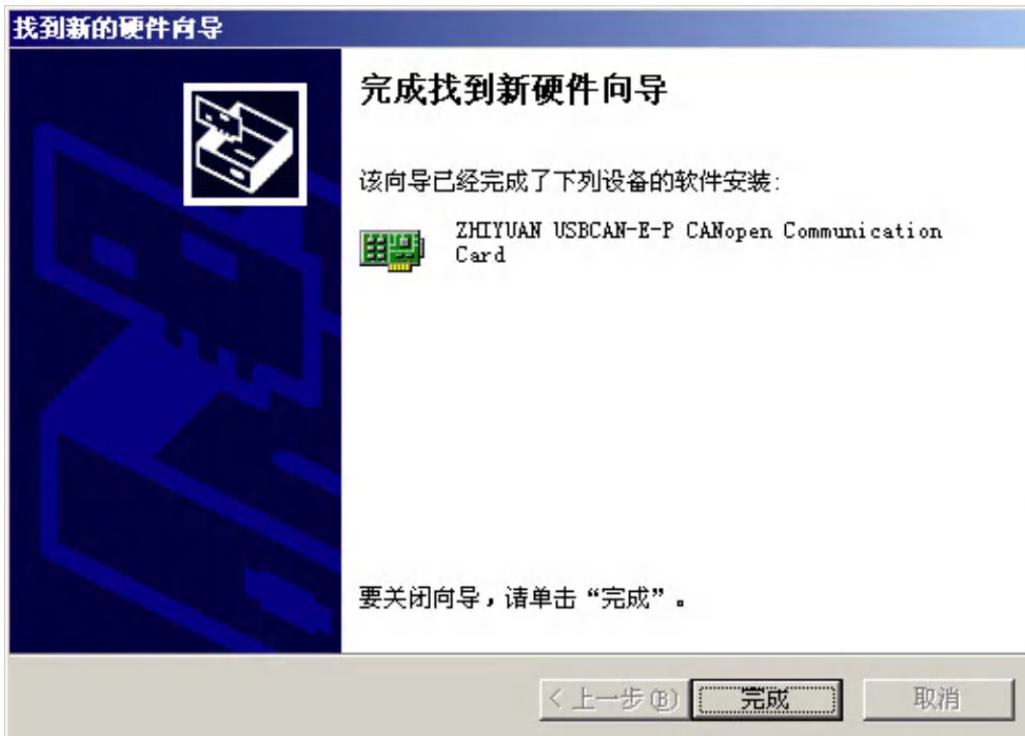 找到新的硬件向导
完成找到新硬件向导
该向导已经完成了下列设备的软件安装:
ZHIYUAN USBCAN-E-P CANopen Communication
Card
要关闭向导，请单击“完成”。
< 上一步(B)
完成
取消